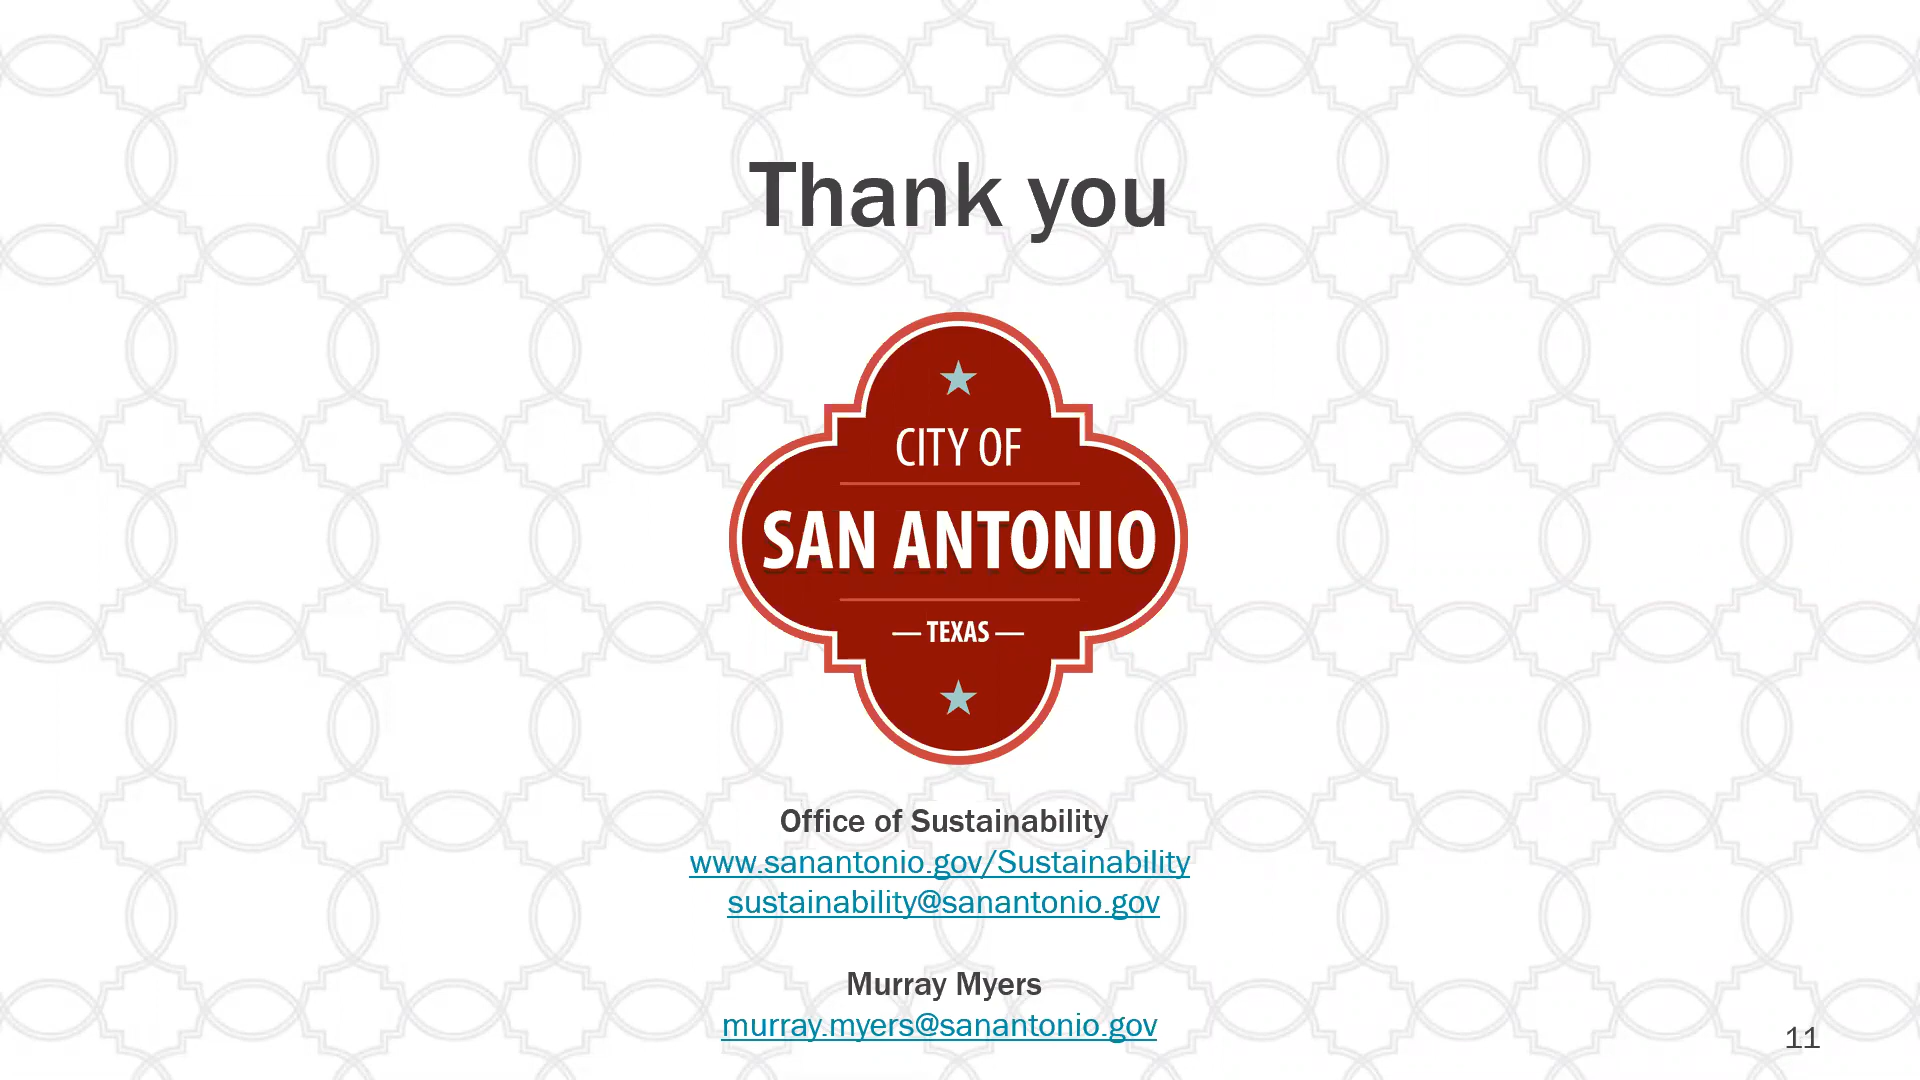 Thank you
CITY OF
SAN ANTONIO
— TEXAS —
Office of Sustainability
www.sanantonio.gov/Sustainability
sustainability@sanantonio.gov
Murray Myers
murray.myers@sanantonio.gov
11